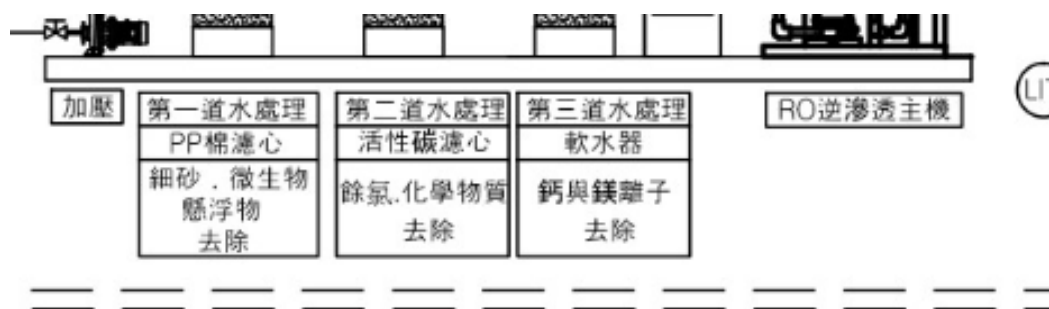 加壓
第一道水處理
PP棉濾心
細砂．微生物
懸浮物
去除
第二道水處理
活性碳濾心
餘氯.化學物質
去除
第三道水處理
軟水器
鈣與鎂離子
去除
RO逆滲透主機